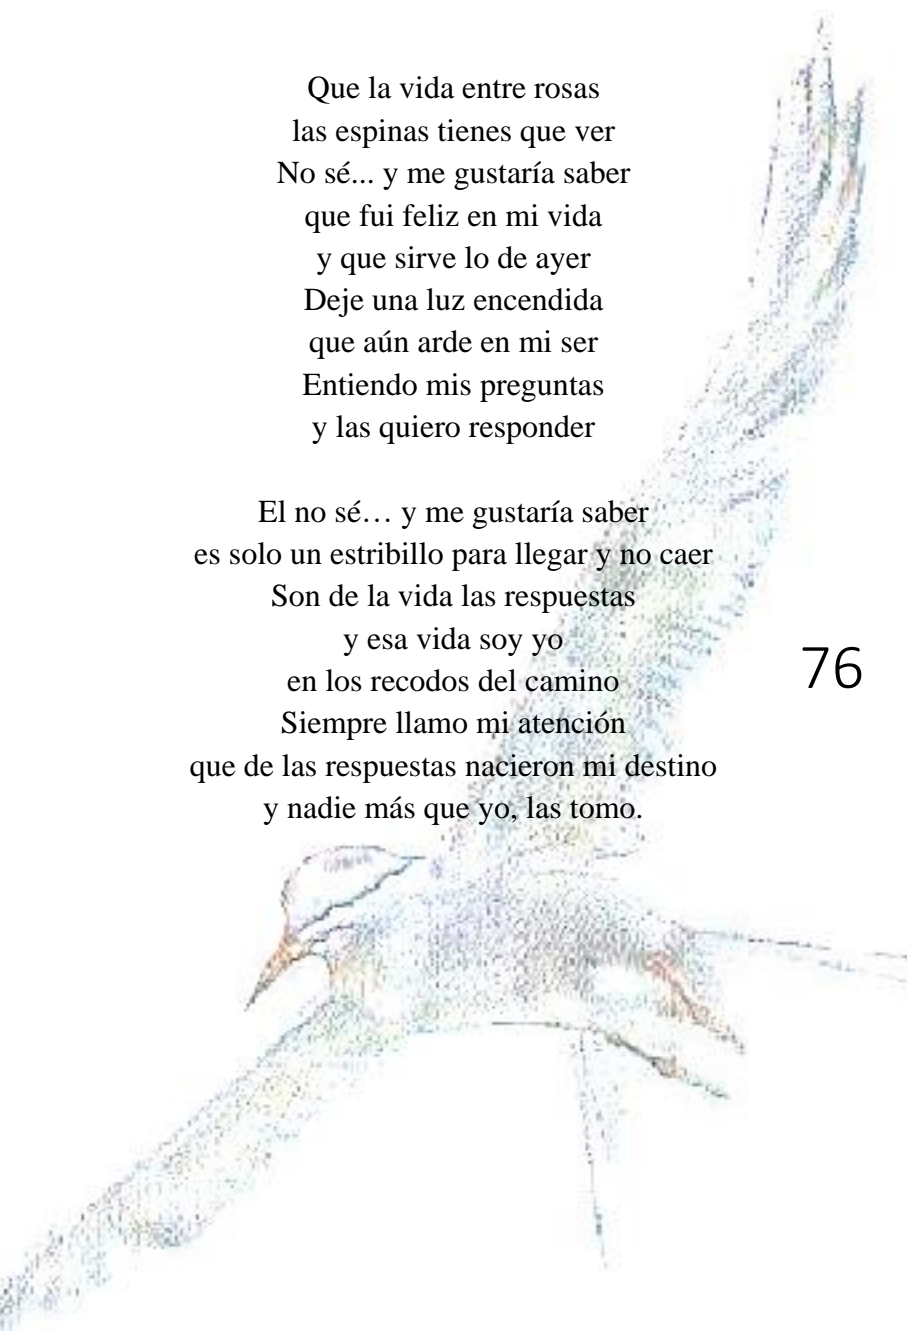 Que la vida entre rosas
las espinas tienes que ver
No sé... y me gustaría saber
que fui feliz en mi vida
y que sirve lo de ayer
Deje una luz encendida
que aún arde en mi ser
Entiendo mis preguntas
y las quiero responder
El no sé… y me gustaría saber
es solo un estribillo para llegar y no caer
Son de la vida las respuestas
y esa vida soy yo
en los recodos del camino
Siempre llamo mi atención
que de las respuestas nacieron mi destino
y nadie más que yo, las tomo.
76